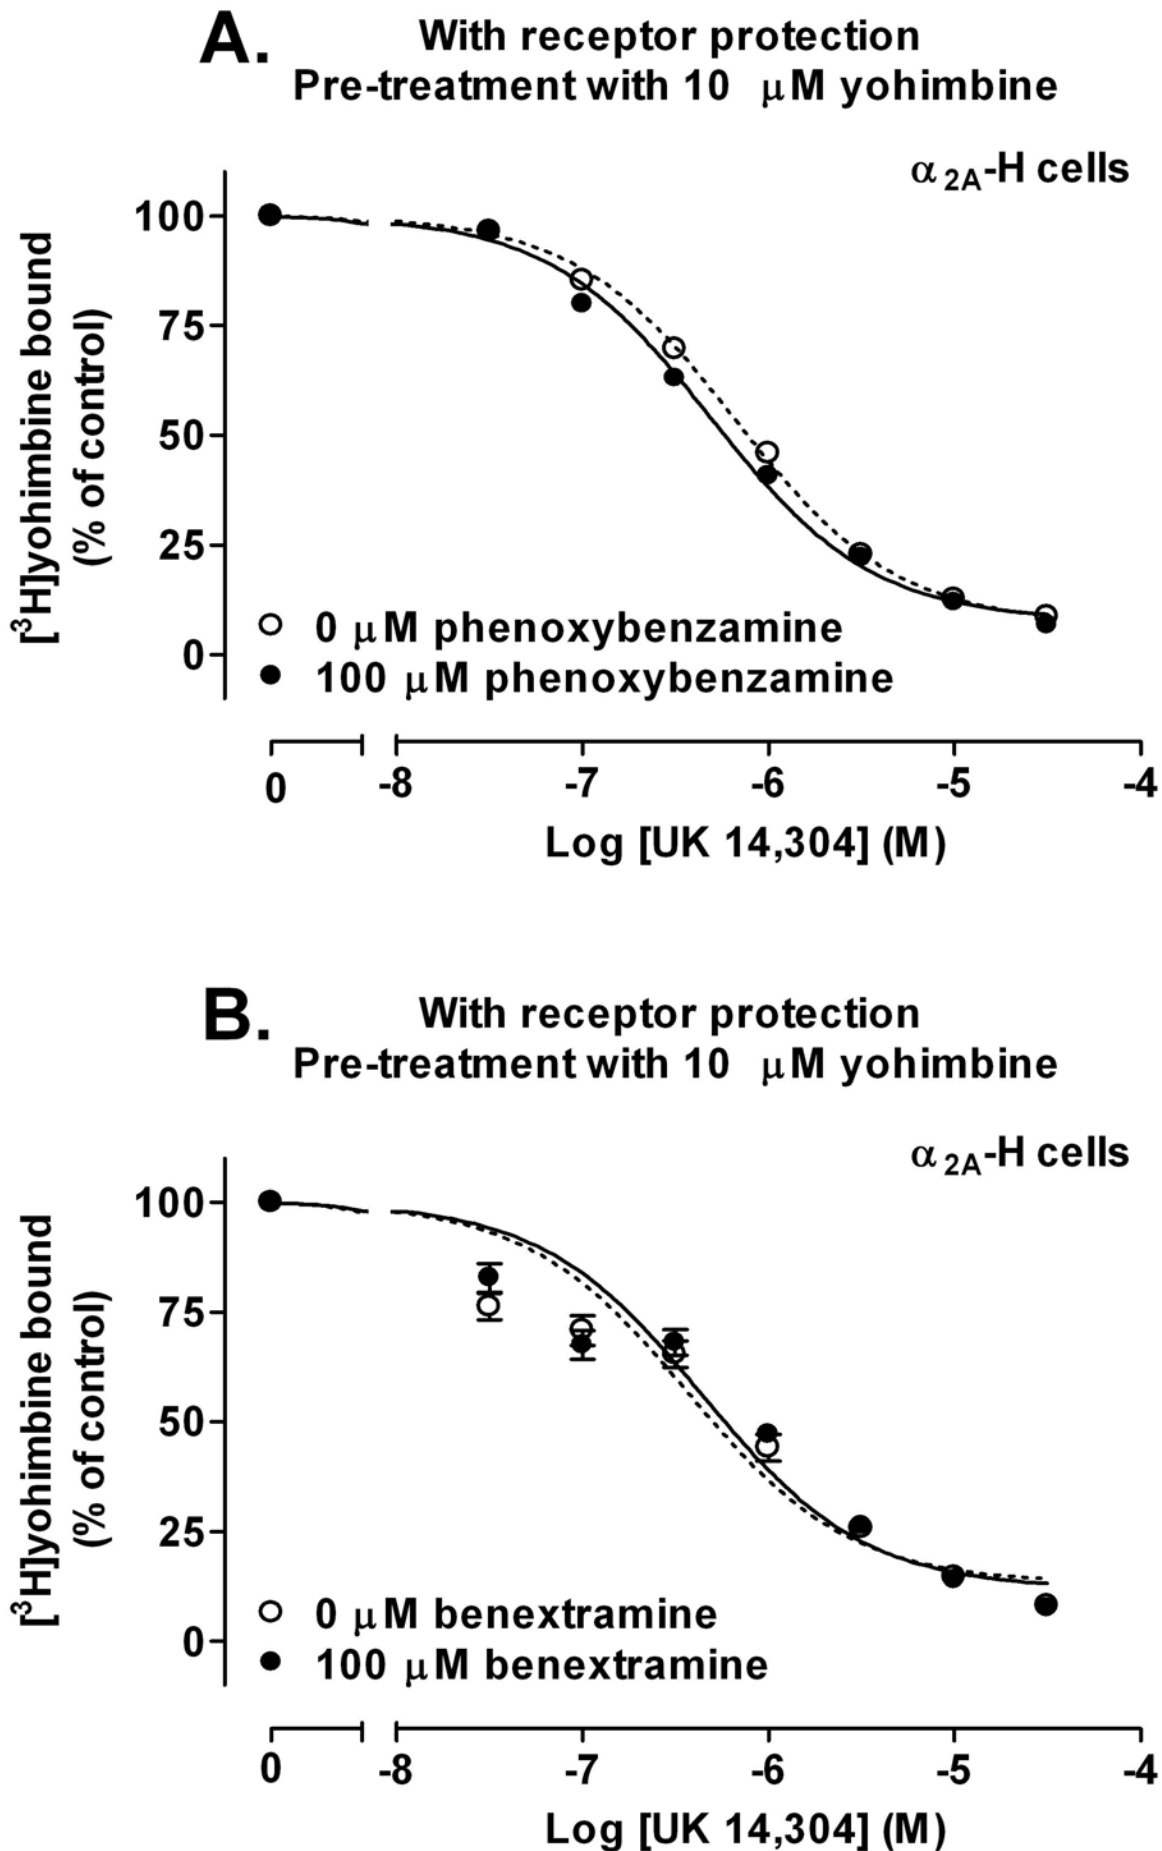 A.
With receptor protection
Pre-treatment with 10 μM yohimbine
α2A-H cells
[3H]yohimbine bound
(% of control)
100
75
50
25
0
0 μM phenoxybenzamine
100 μM phenoxybenzamine
0 -8 -7 -6 -5 -4
Log [UK 14,304] (M)
B.
With receptor protection
Pre-treatment with 10 μM yohimbine
α2A-H cells
[3H]yohimbine bound
(% of control)
100
75
50
25
0
0 μM benextramine
100 μM benextramine
0 -8 -7 -6 -5 -4
Log [UK 14,304] (M)